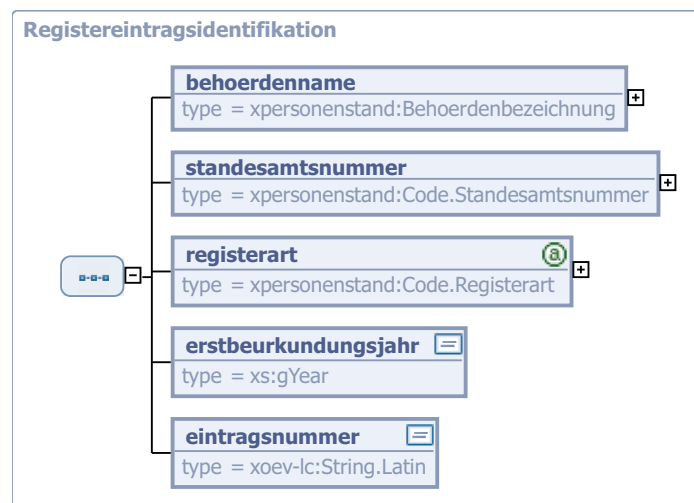 Registereintragsidentifikation
behoerdenname
type = xpersonenstand:Behoerdenbezeichnung
standesamtsnummer
type = xpersonenstand:Code.Standesamtsnummer
registerart
type = xpersonenstand:Code.Registerart
erstbeurkundungsjahr
type = xs:gYear
eintragsnummer
type = xoev-lc:String.Latin